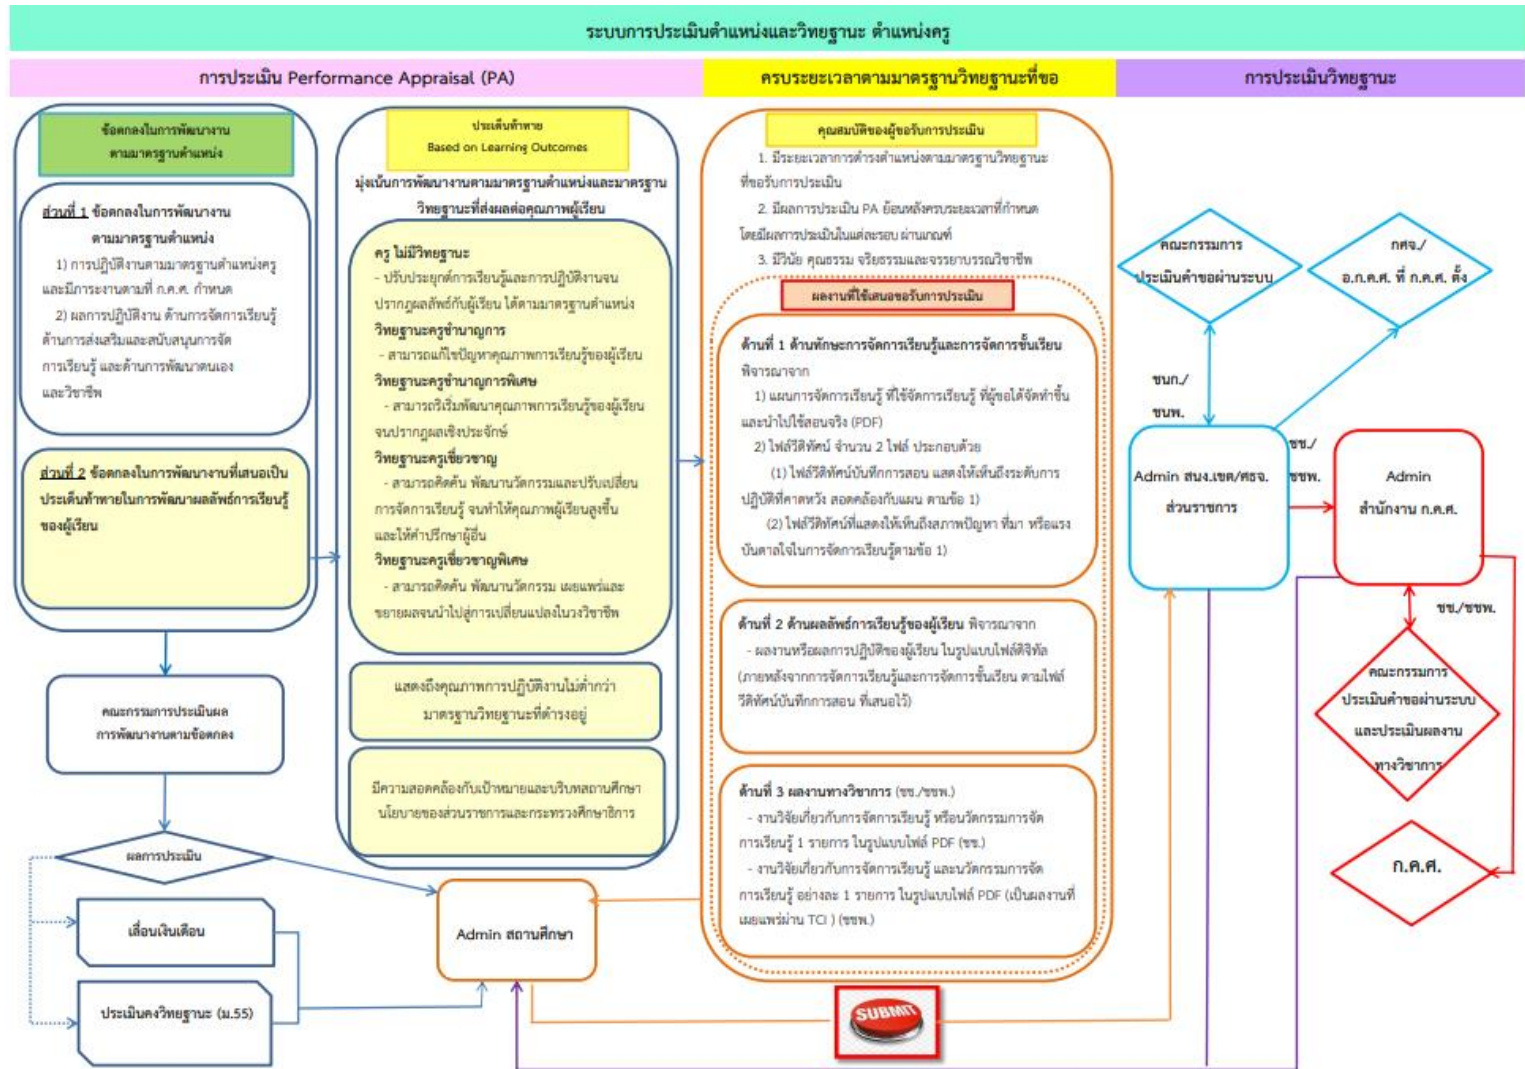 ระบบการประเมินตำแหน่งและวิทยฐานะ ตำแหน่งครู
การประเมิน Performance Appraisal (PA)
ครบระยะเวลาตามมาตรฐานวิทยฐานะที่ขอ
การประเมินวิทยฐานะ
ข้อตกลงในการพัฒนางาน
ตามมาตรฐานตำแหน่ง
ส่วนที่ 1 ข้อตกลงในการพัฒนางาน
ตามมาตรฐานตำแหน่ง
1) การปฏิบัติงานตามมาตรฐานตำแหน่งครู
และมีภาระงานตามที่ ก.ค.ศ. กำหนด
2) ผลการปฏิบัติงาน ด้านการจัดการเรียนรู้
ด้านการส่งเสริมและสนับสนุนการจัด
การเรียนรู้ และด้านการพัฒนาตนเอง
และวิชาชีพ
ส่วนที่ 2 ข้อตกลงในการพัฒนางานที่เสนอเป็น
ประเด็นท้าทายในการพัฒนาผลลัพธ์การเรียนรู้
ของผู้เรียน
คณะกรรมการประเมินผล
การพัฒนางานตามข้อตกลง
ผลการประเมิน
เลื่อนเงินเดือน
ประเมินคงวิทยฐานะ (ม.55)
ประเด็นท้าทาย
Based on Learning Outcomes
มุ่งเน้นการพัฒนางานตามมาตรฐานตำแหน่งและมาตรฐาน
วิทยฐานะที่ส่งผลต่อคุณภาพผู้เรียน
ครู ไม่มีวิทยฐานะ
- ปรับประยุกต์การเรียนรู้และการปฏิบัติงานจน
ปรากฏผลลัพธ์กับผู้เรียน ได้ตามมาตรฐานตำแหน่ง
วิทยฐานะครูชำนาญการ
- สามารถแก้ไขปัญหาคุณภาพการเรียนรู้ของผู้เรียน
วิทยฐานะครูชำนาญการพิเศษ
- สามารถริเริ่มพัฒนาคุณภาพการเรียนรู้ของผู้เรียน
จนปรากฏผลเชิงประจักษ์
วิทยฐานะครูเชี่ยวชาญ
- สามารถคิดค้น พัฒนานวัตกรรมและปรับเปลี่ยน
การจัดการเรียนรู้ จนทำให้คุณภาพผู้เรียนสูงขึ้น
และให้คำปรึกษาผู้อื่น
วิทยฐานะครูเชี่ยวชาญพิเศษ
- สามารถคิดค้น พัฒนานวัตกรรม เผยแพร่และ
ขยายผลจนนำไปสู่การเปลี่ยนแปลงในวงวิชาชีพ
แสดงถึงคุณภาพการปฏิบัติงานไม่ต่ำกว่า
มาตรฐานวิทยฐานะที่ดำรงอยู่
มีความสอดคล้องกับเป้าหมายและบริบทสถานศึกษา
นโยบายของส่วนราชการและกระทรวงศึกษาธิการ
Admin สถานศึกษา
คุณสมบัติของผู้ขอรับการประเมิน
1. มีระยะเวลาการดำรงตำแหน่งตามมาตรฐานวิทยฐานะ
ที่ขอรับการประเมิน
2. มีผลการประเมิน PA ย้อนหลังครบระยะเวลาที่กำหนด
โดยมีผลการประเมินในแต่ละรอบ ผ่านเกณฑ์
3. มีวินัย คุณธรรม จริยธรรมและจรรยาบรรณวิชาชีพ
ผลงานที่ใช้เสนอขอรับการประเมิน
ด้านที่ 1 ด้านทักษะการจัดการเรียนรู้และการจัดการชั้นเรียน
พิจารณาจาก
1) แผนการจัดการเรียนรู้ ที่ใช้จัดการเรียนรู้ ที่ผู้ขอได้จัดทำขึ้น
และนำไปใช้สอนจริง (PDF)
2) ไฟล์วีดิทัศน์ จำนวน 2 ไฟล์ ประกอบด้วย
(1) ไฟล์วีดิทัศน์บันทึกการสอน แสดงให้เห็นถึงระดับการ
ปฏิบัติที่คาดหวัง สอดคล้องกับแผน ตามข้อ 1)
(2) ไฟล์วีดิทัศน์ที่แสดงให้เห็นถึงสภาพปัญหา ที่มา หรือแรง
บันดาลใจในการจัดการเรียนรู้ตามข้อ 1)
ด้านที่ 2 ด้านผลลัพธ์การเรียนรู้ของผู้เรียน พิจารณาจาก
- ผลงานหรือผลการปฏิบัติของผู้เรียน ในรูปแบบไฟล์ดิจิทัล
(ภายหลังจากการจัดการเรียนรู้และการจัดการชั้นเรียน ตามไฟล์
วีดิทัศน์บันทึกการสอน ที่เสนอไว้)
ด้านที่ 3 ผลงานทางวิชาการ (ชช./ชชพ.)
- งานวิจัยเกี่ยวกับการจัดการเรียนรู้ หรือนวัตกรรมการจัด
การเรียนรู้ 1 รายการ ในรูปแบบไฟล์ PDF (ชช.)
- งานวิจัยเกี่ยวกับการจัดการเรียนรู้ และนวัตกรรมการจัด
การเรียนรู้ อย่างละ 1 รายการ ในรูปแบบไฟล์ PDF (เป็นผลงานที่
เผยแพร่ผ่าน TCI ) (ชชพ.)
SUBMIT
คณะกรรมการ
ประเมินคำขอผ่านระบบ
กศจ./
อ.ก.ค.ศ. ที่ ก.ค.ศ. ตั้ง
ชนก./
ชนพ.
Admin สนง.เขต/ศธจ.
ส่วนราชการ
ชช./
ชชพ.
Admin
สำนักงาน ก.ค.ศ.
ชช./ชชพ.
คณะกรรมการ
ประเมินคำขอผ่านระบบ
และประเมินผลงาน
ทางวิชาการ
ก.ค.ศ.